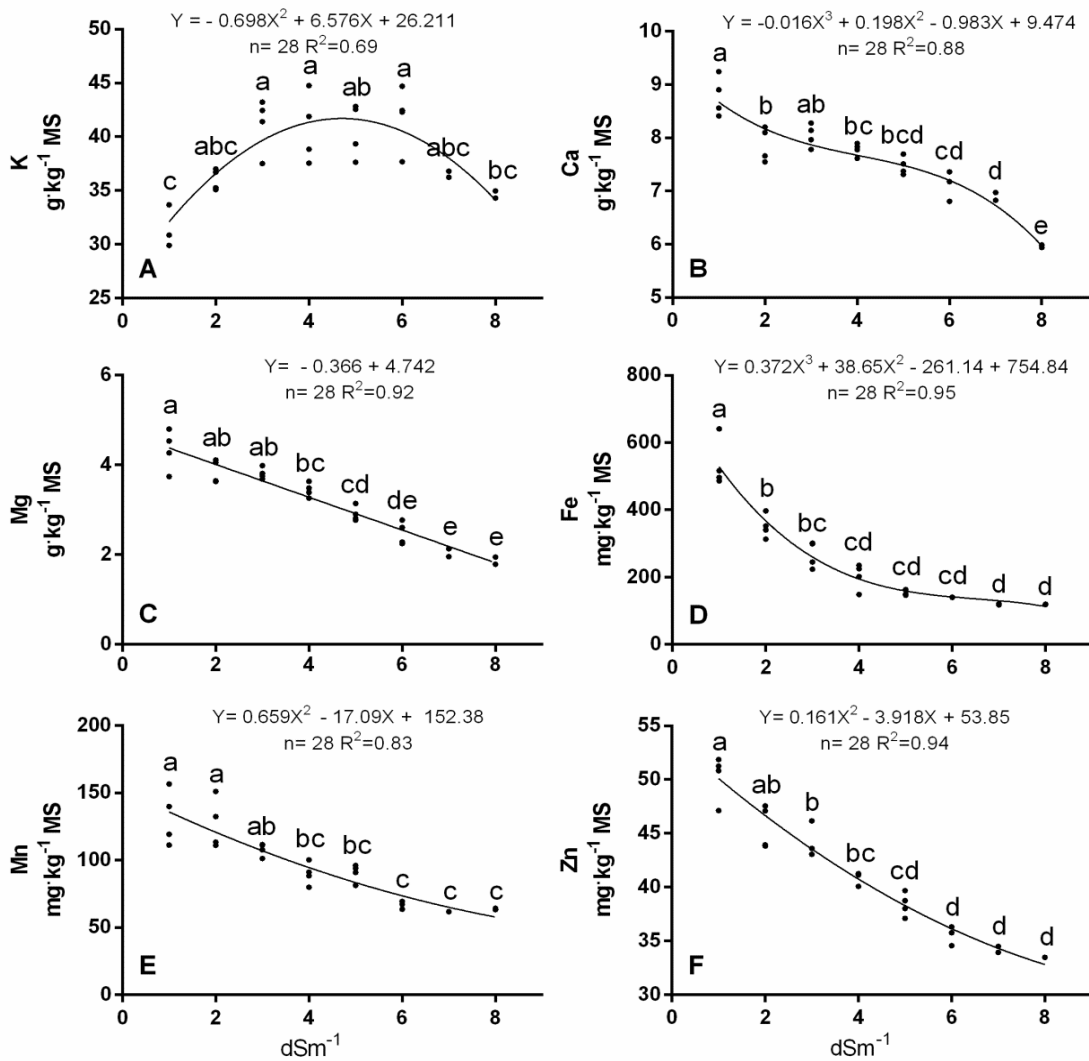 Y = - 0.698X² + 6.576X + 26.211
n= 28 R²=0.69
K
g·kg⁻¹ MS
45
40
35
30
25
c
abc
a
a
ab
a
abc
bc
A
0 2 4 6 8
Y = -0.016X³ + 0.198X² - 0.983X + 9.474
n= 28 R²=0.88
Ca
g·kg⁻¹ MS
10
9
8
7
6
5
a
b
ab
bc
bcd
cd
d
e
B
0 2 4 6 8
Y= - 0.366 + 4.742
n= 28 R²=0.92
Mg
g·kg⁻¹ MS
6
4
2
0
a
ab
ab
bc
cd
de
e
e
C
0 2 4 6 8
Y= 0.372X³ + 38.65X² - 261.14 + 754.84
n= 28 R²=0.95
Fe
mg·kg⁻¹ MS
800
600
400
200
0
a
b
bc
cd
cd
cd
d
d
D
0 2 4 6 8
Y= 0.659X² - 17.09X + 152.38
n= 28 R²=0.83
Mn
mg·kg⁻¹ MS
200
150
100
50
0
a
a
ab
bc
bc
c
c
c
E
0 2 4 6 8
dSm⁻¹
Y= 0.161X² - 3.918X + 53.85
n= 28 R²=0.94
Zn
mg·kg⁻¹ MS
55
50
45
40
35
30
a
ab
b
bc
cd
d
d
d
F
0 2 4 6 8
dSm⁻¹